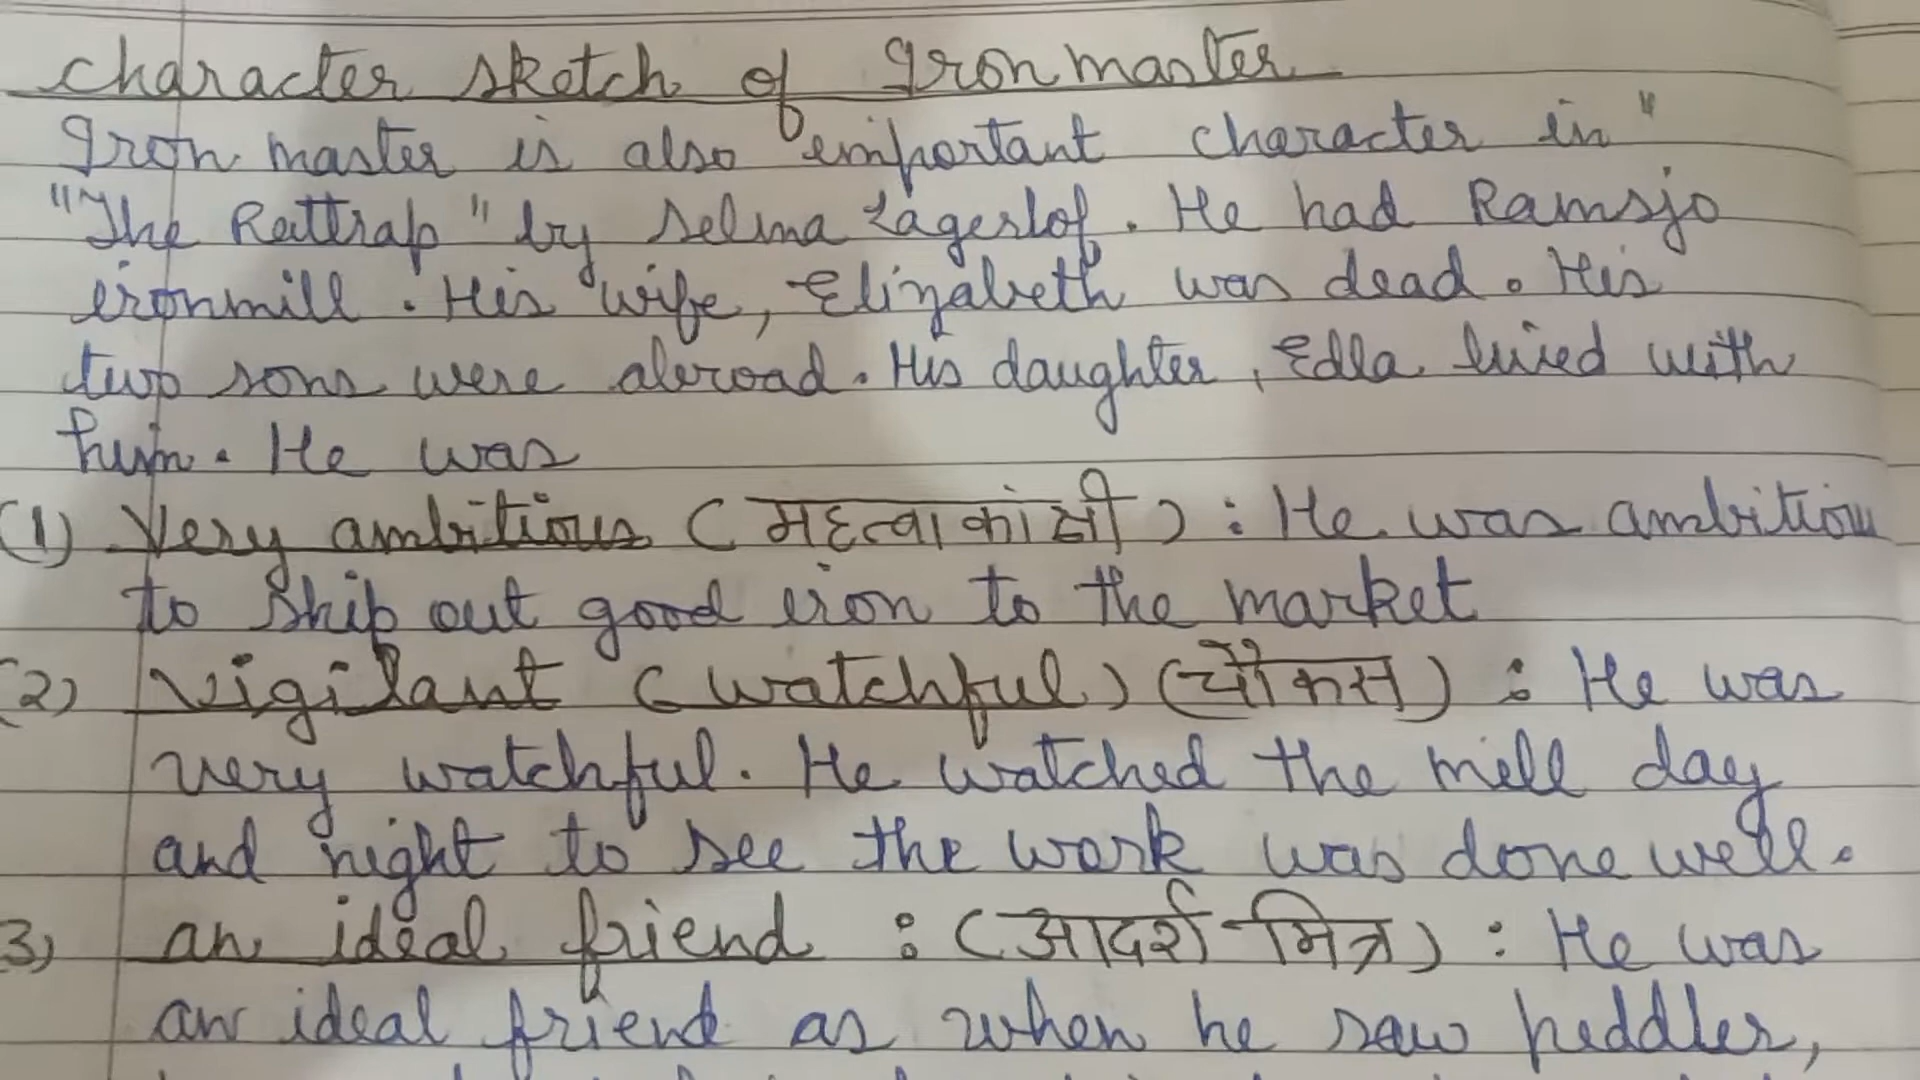 character sketch of Iron master
Iron master is also important character in "
"The Rattrap" by Selma Lagerlof. He had Ramsjo
ironmill. His wife, Elizabeth was dead. His
two sons were abroad. His daughter, Edla lived with
him. He was
(1) Very ambitious (महत्वाकांक्षी) : He was ambitiou
to ship out good iron to the market
(2) Vigilant (watchful) (चौकस) : He was
very watchful. He watched the mill day
and night to see the work was done well.
3) an ideal friend : (आदर्श मित्र) : He was
an ideal friend as when he saw peddler,